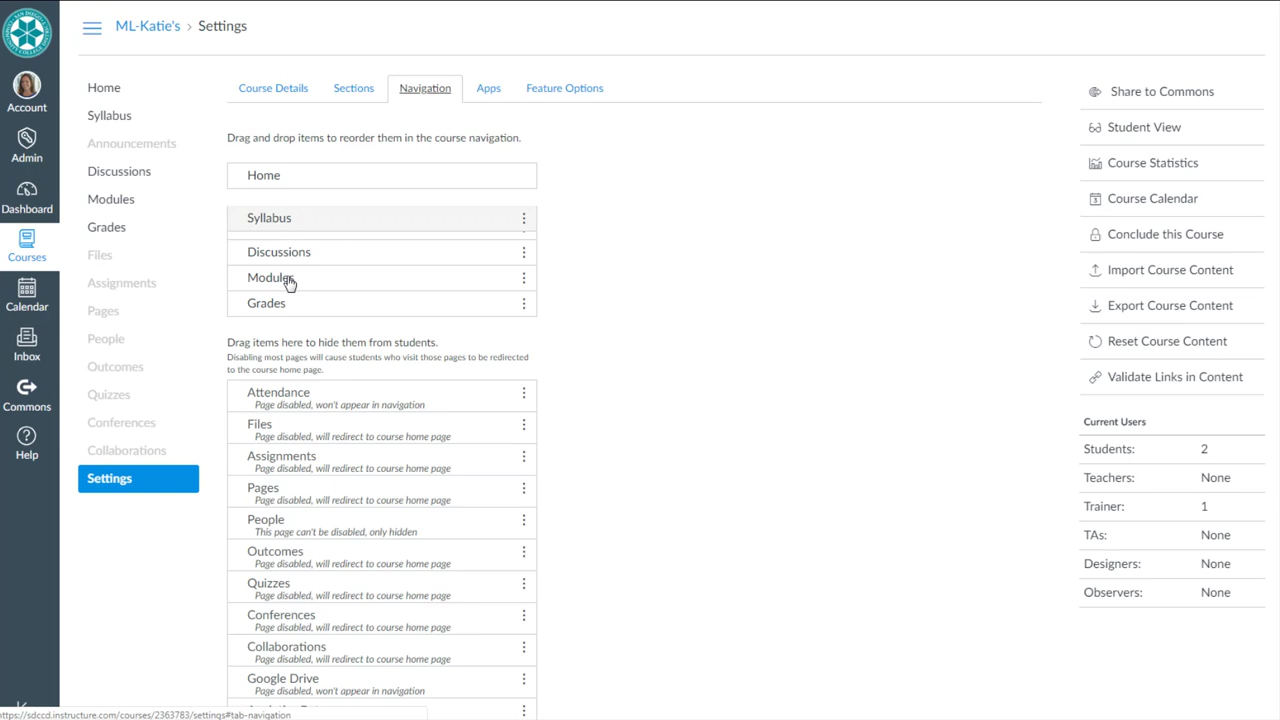 ML-Katie's › Settings
Account
Admin
Dashboard
Courses
Calendar
Inbox
Commons
Help
Home
Syllabus
Announcements
Discussions
Modules
Grades
Files
Assignments
Pages
People
Outcomes
Quizzes
Conferences
Collaborations
Settings
Course Details Sections Navigation Apps Feature Options
Drag and drop items to reorder them in the course navigation.
Home
Syllabus
Discussions
Modules
Grades
Drag items here to hide them from students.
Disabling most pages will cause students who visit those pages to be redirected
to the course home page.
Attendance
Page disabled, won't appear in navigation
Files
Page disabled, will redirect to course home page
Assignments
Page disabled, will redirect to course home page
Pages
Page disabled, will redirect to course home page
People
This page can't be disabled, only hidden
Outcomes
Page disabled, will redirect to course home page
Quizzes
Page disabled, will redirect to course home page
Conferences
Page disabled, will redirect to course home page
Collaborations
Page disabled, will redirect to course home page
Google Drive
Page disabled, won't appear in navigation
Share to Commons
Student View
Course Statistics
Course Calendar
Conclude this Course
Import Course Content
Export Course Content
Reset Course Content
Validate Links in Content
Current Users
Students: 2
Teachers: None
Trainer: 1
TAs: None
Designers: None
Observers: None
https://sdccd.instructure.com/courses/2363783/settings#tab-navigation